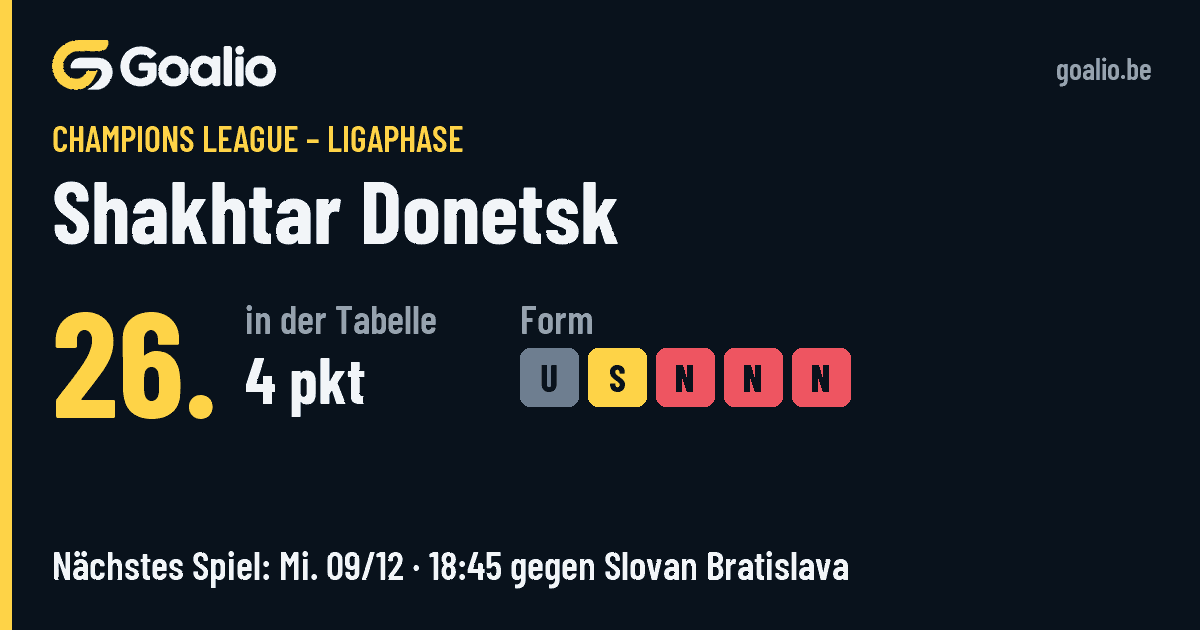 Goalio
goalio.be
CHAMPIONS LEAGUE – LIGAPHASE
Shakhtar Donetsk
26.
in der Tabelle
4 pkt
Form
U S N N N
Nächstes Spiel: Mi. 09/12 · 18:45 gegen Slovan Bratislava